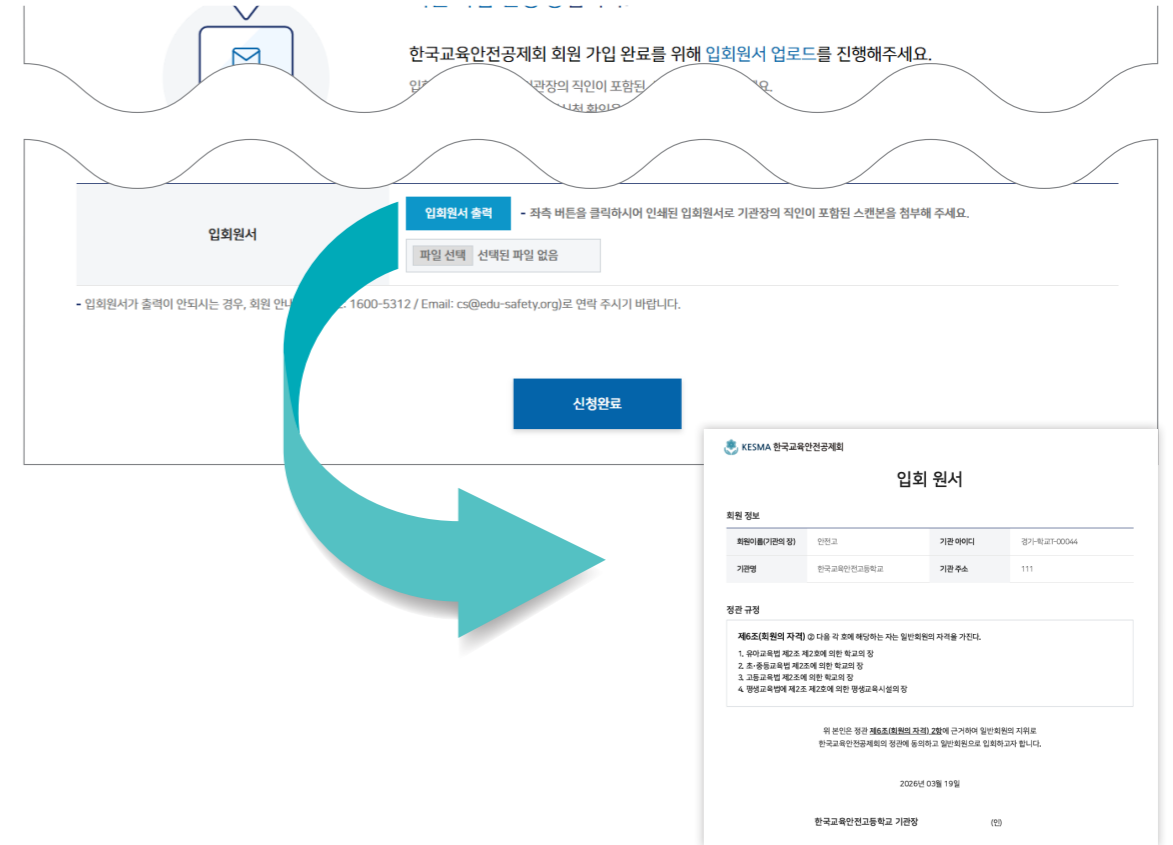 한국교육안전공제회 회원 가입 완료를 위해 입회원서 업로드를 진행해주세요.
관장의 직인이 포함된
입회원서
입회원서 출력 - 좌측 버튼을 클릭하시어 인쇄된 입회원서로 기관장의 직인이 포함된 스캔본을 첨부해 주세요.
파일 선택 선택된 파일 없음
- 입회원서가 출력이 안되시는 경우, 회원 안내 : 1600-5312 / Email: cs@edu-safety.org)로 연락 주시기 바랍니다.
신청완료
KESMA 한국교육안전공제회
입회 원서
회원 정보
회원이름(기관의 장) 안전고 기관 아이디 경기-학교T-00044
기관명 한국교육안전고등학교 기관 주소 111
정관 규정
제6조(회원의 자격) ② 다음 각 호에 해당하는 자는 일반회원의 자격을 가진다.
1. 유아교육법 제2조 제2호에 의한 학교의 장
2. 초·중등교육법 제2조에 의한 학교의 장
3. 고등교육법 제2조에 의한 학교의 장
4. 평생교육법에 제2조 제2호에 의한 평생교육시설의 장
위 본인은 정관 제6조(회원의 자격) 2항에 근거하여 일반회원의 지위로
한국교육안전공제회의 정관에 동의하고 일반회원으로 입회하고자 합니다.
2026년 03월 19일
한국교육안전고등학교 기관장 (인)